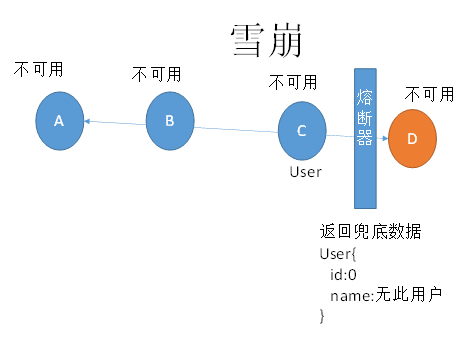 雪崩
不可用
不可用
不可用
不可用
A
B
C
熔断器
D
User
返回兜底数据
User{
id:0
name:无此用户
}